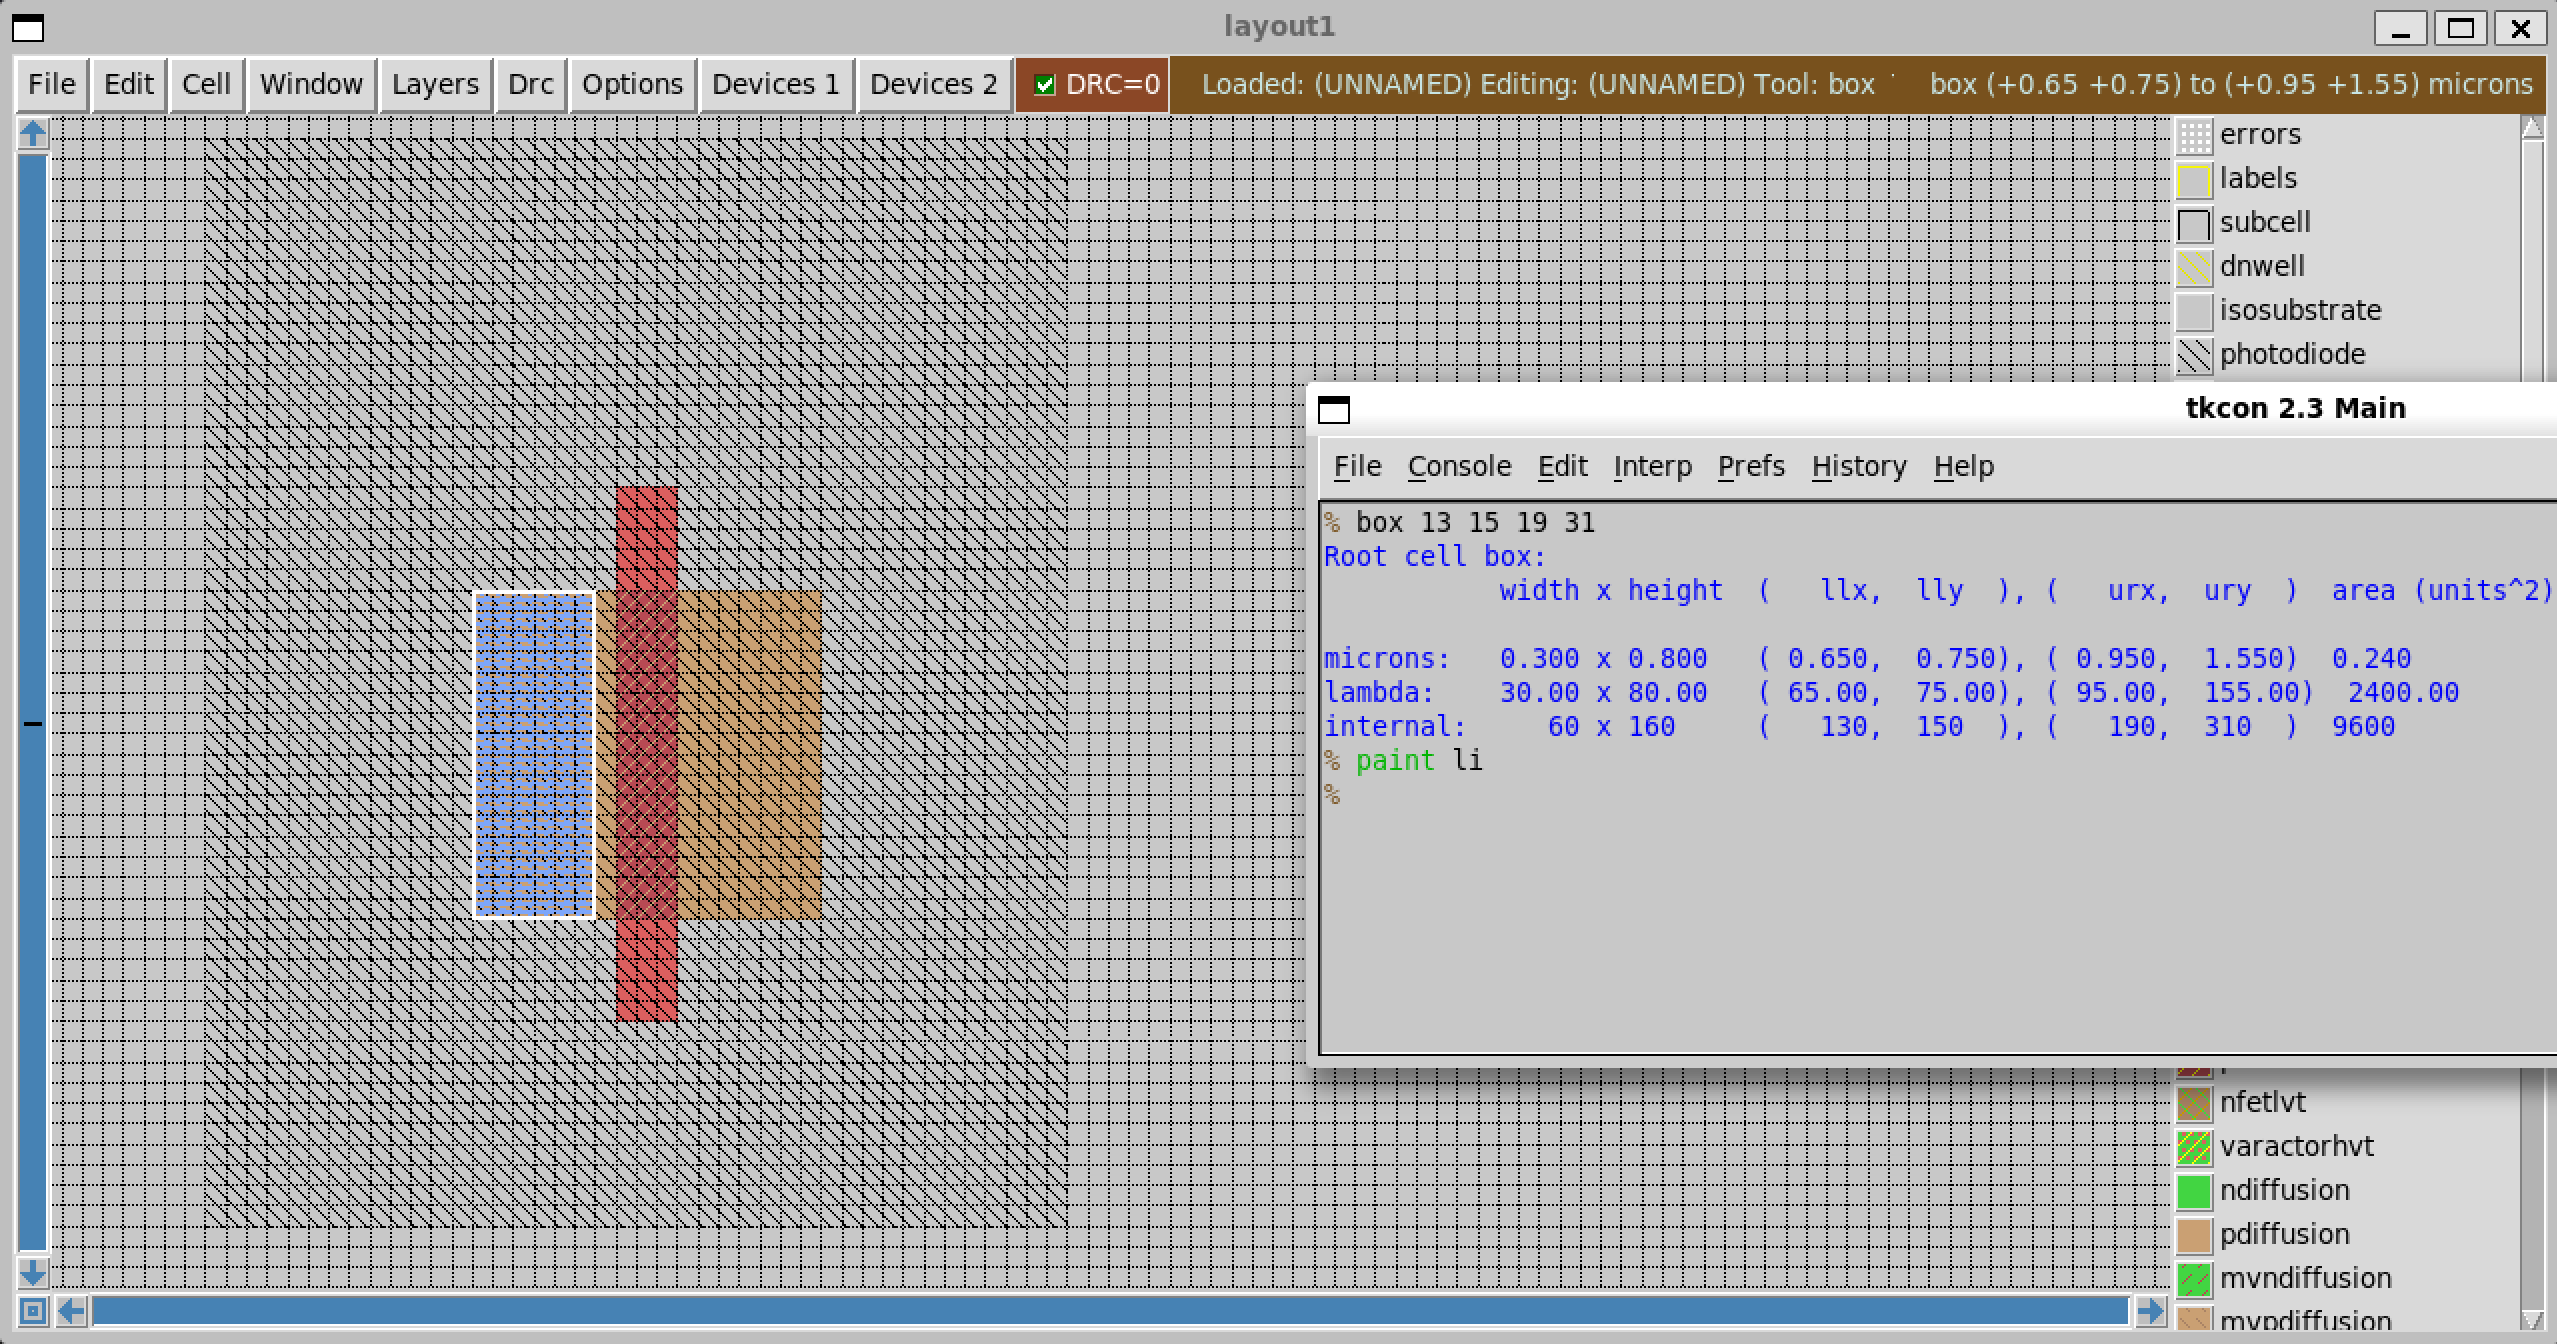 layout1
File Edit Cell Window Layers Drc Options Devices 1 Devices 2 DRC=0 Loaded: (UNNAMED) Editing: (UNNAMED) Tool: box box (+0.65 +0.75) to (+0.95 +1.55) microns
errors
labels
subcell
dnwell
isosubstrate
photodiode
tkcon 2.3 Main
File Console Edit Interp Prefs History Help
% box 13 15 19 31
Root cell box:
width x height ( llx, lly ), ( urx, ury ) area (units^2)
microns: 0.300 x 0.800 ( 0.650, 0.750), ( 0.950, 1.550) 0.240
lambda: 30.00 x 80.00 ( 65.00, 75.00), ( 95.00, 155.00) 2400.00
internal: 60 x 160 ( 130, 150 ), ( 190, 310 ) 9600
% paint li
%
nfetlvt
varactorhvt
ndiffusion
pdiffusion
mvndiffusion
mvpdiffusion